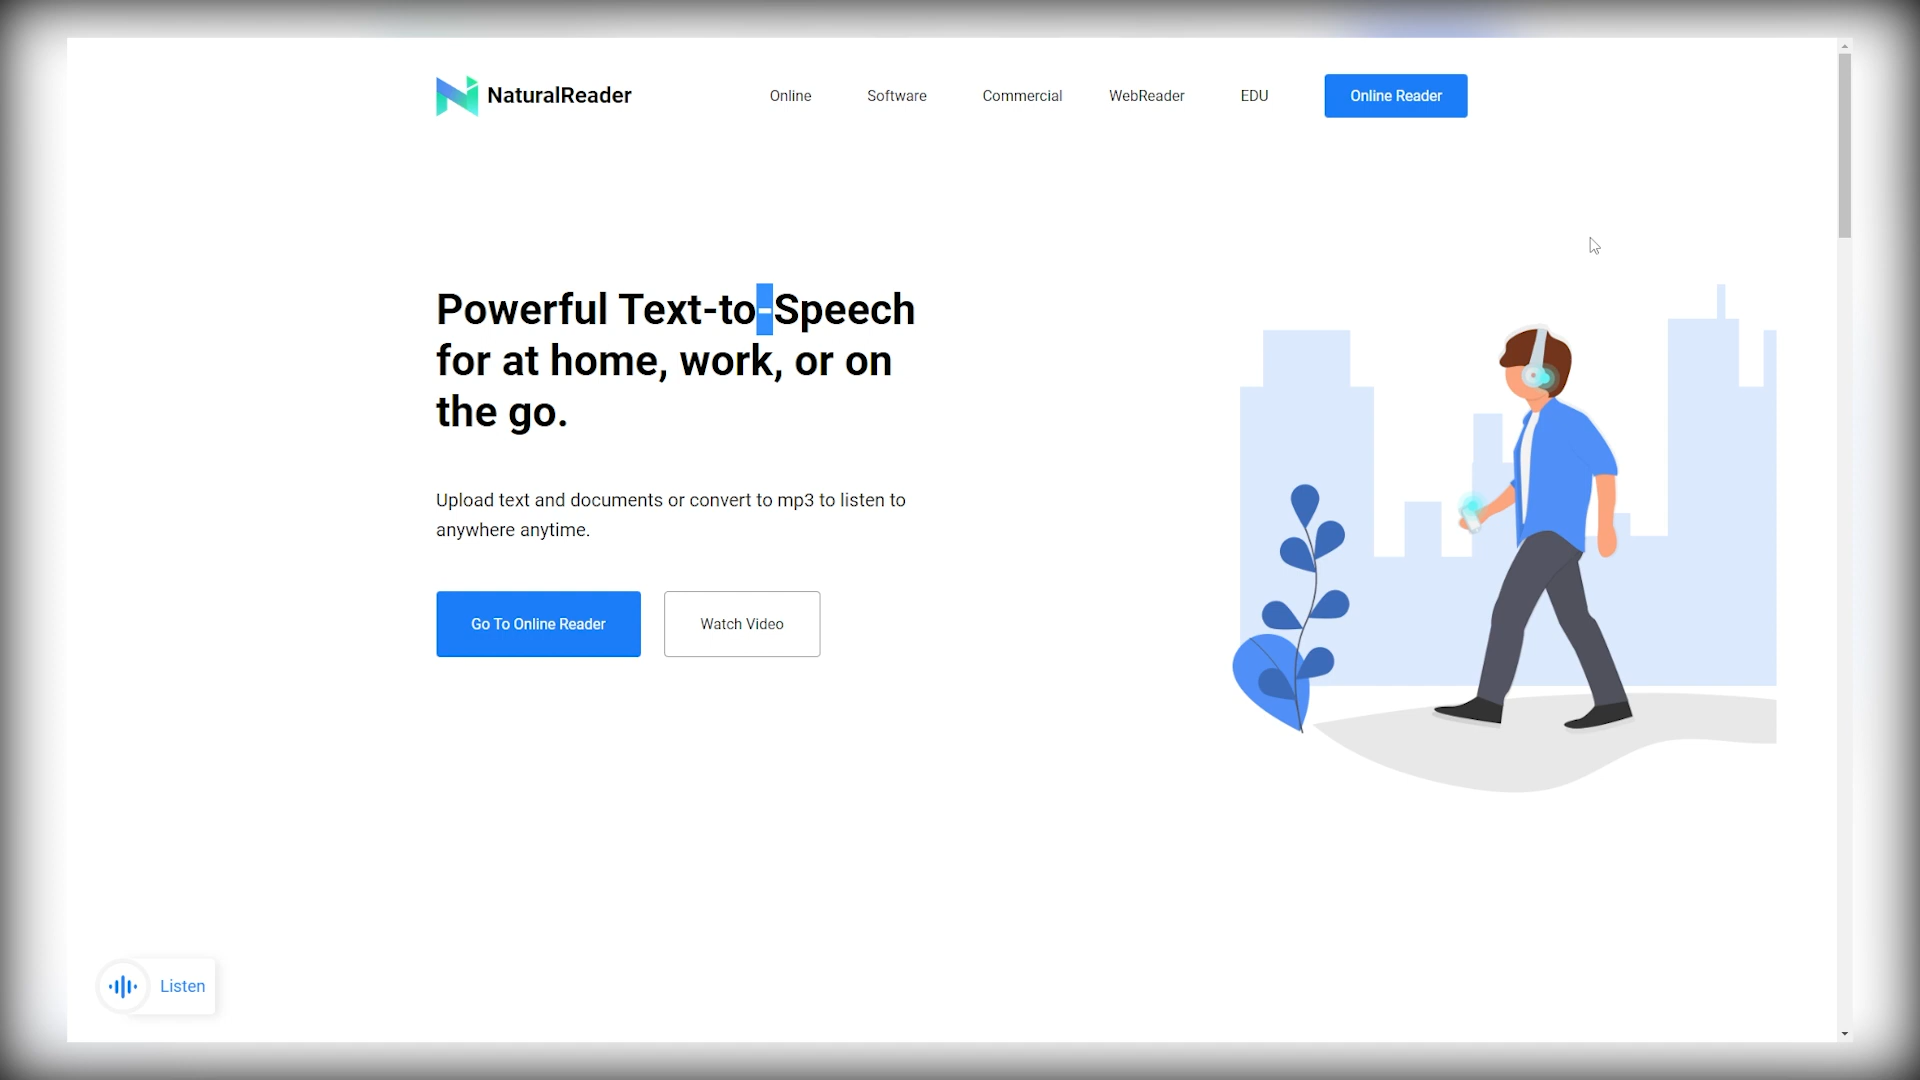 NaturalReader
Online Software Commercial WebReader EDU Online Reader
Powerful Text-to-Speech
for at home, work, or on
the go.
Upload text and documents or convert to mp3 to listen to
anywhere anytime.
Go To Online Reader Watch Video
Listen